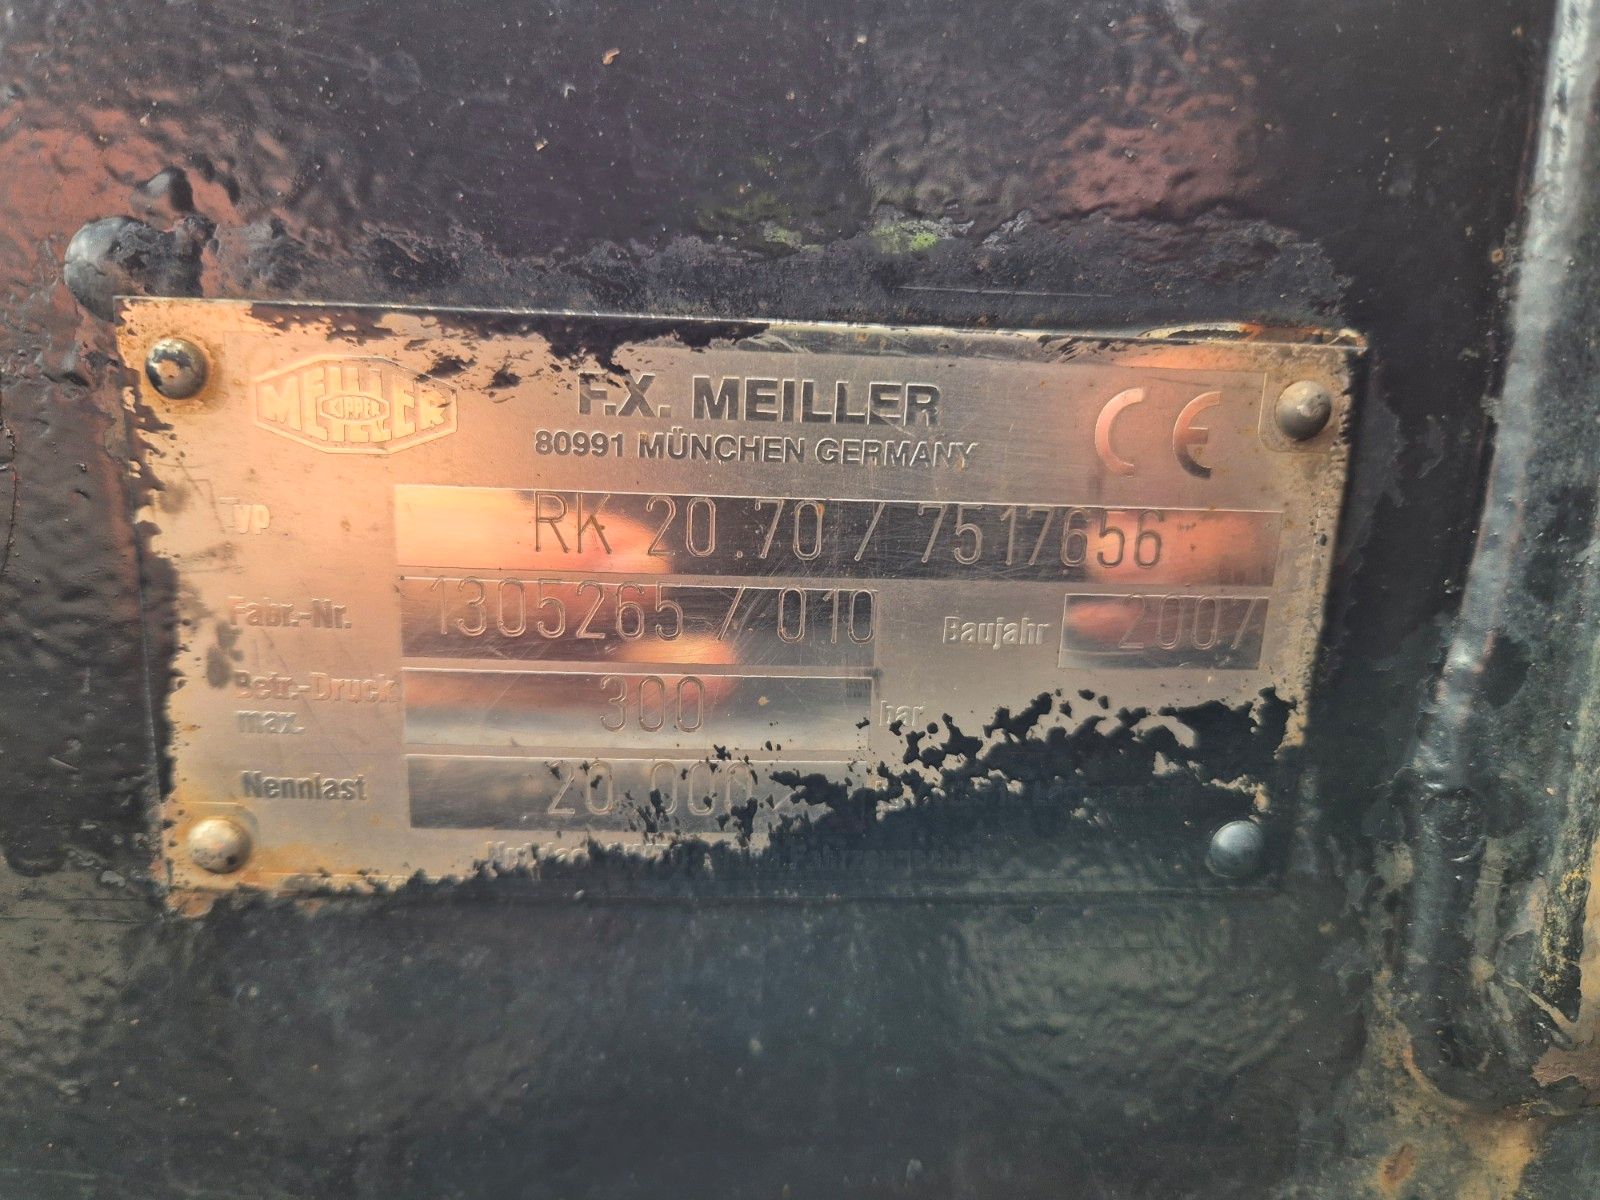 MEILLER
KIPPER
F.X. MEILLER
80991 MÜNCHEN GERMANY
CE
Typ RK 20.70 / 7517656
Fabr.-Nr. 1305265 / 010 Baujahr 2007
Betr.-Druck max. 300 bar
Nennlast 20.000